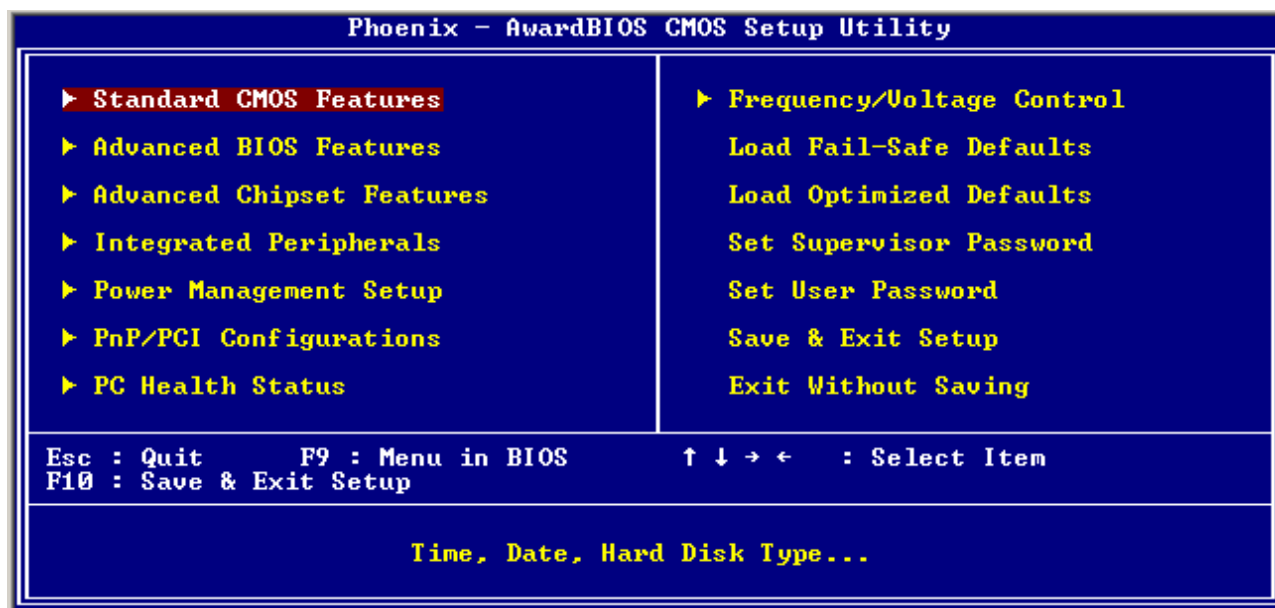 Phoenix - AwardBIOS CMOS Setup Utility
▶ Standard CMOS Features
▶ Advanced BIOS Features
▶ Advanced Chipset Features
▶ Integrated Peripherals
▶ Power Management Setup
▶ PnP/PCI Configurations
▶ PC Health Status
▶ Frequency/Voltage Control
Load Fail-Safe Defaults
Load Optimized Defaults
Set Supervisor Password
Set User Password
Save & Exit Setup
Exit Without Saving
Esc : Quit F9 : Menu in BIOS ↑ ↓ → ← : Select Item
F10 : Save & Exit Setup
Time, Date, Hard Disk Type...